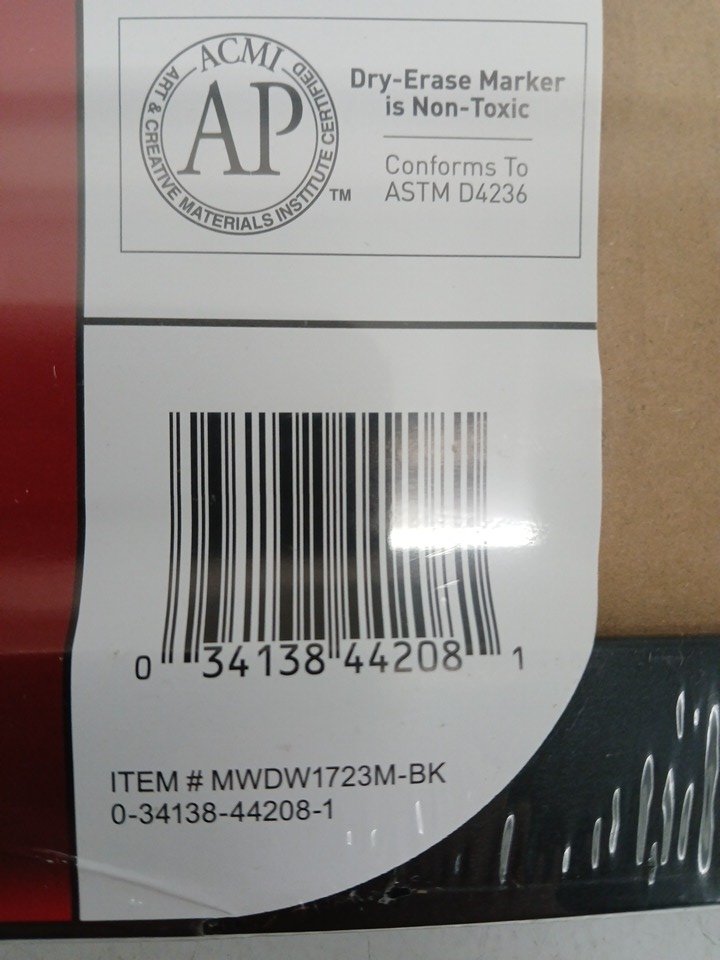 ACMI
ART & CREATIVE MATERIALS INSTITUTE CERTIFIED
AP
TM
Dry-Erase Marker
is Non-Toxic
Conforms To
ASTM D4236
0 34138 44208 1
ITEM # MWDW1723M-BK
0-34138-44208-1